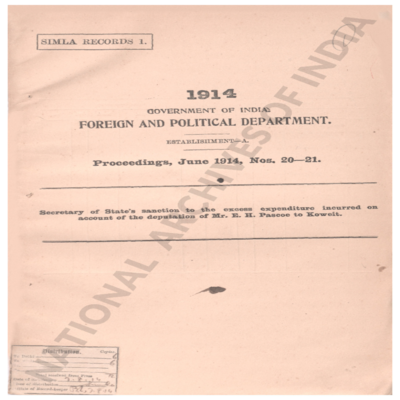 SIMLA RECORDS 1.
1914
GOVERNMENT OF INDIA.
FOREIGN AND POLITICAL DEPARTMENT.
ESTABLISHMENT—A.
Proceedings, June 1914, Nos. 20—21.
Secretary of State's sanction to the excess expenditure incurred on
account of the deputation of Mr. E. H. Pascoe to Koweit.
NATIONAL ARCHIVES OF INDIA